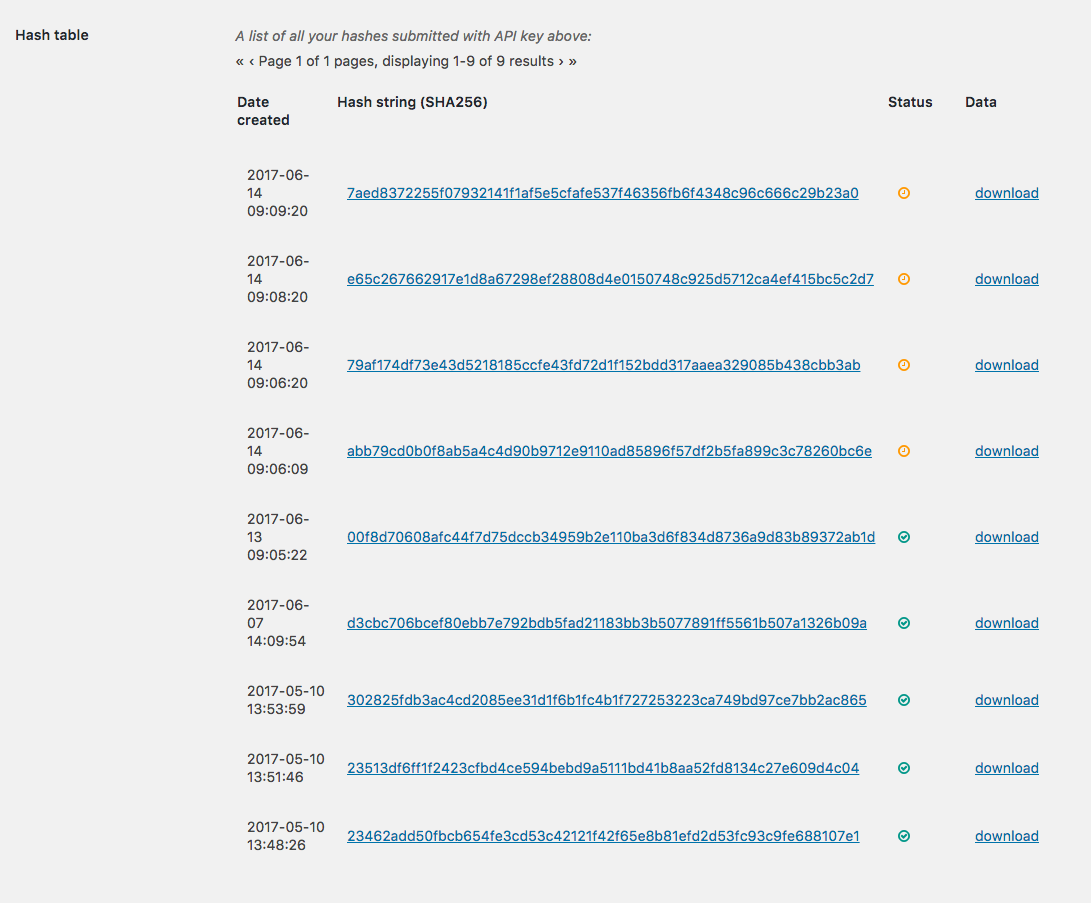 Hash table
A list of all your hashes submitted with API key above:
« ‹ Page 1 of 1 pages, displaying 1-9 of 9 results › »
Date created Hash string (SHA256) Status Data
2017-06-14 09:09:20 7aed8372255f07932141f1af5e5cfafe537f46356fb6f4348c96c666c29b23a0 download
2017-06-14 09:08:20 e65c267662917e1d8a67298ef28808d4e0150748c925d5712ca4ef415bc5c2d7 download
2017-06-14 09:06:20 79af174df73e43d5218185ccfe43fd72d1f152bdd317aaea329085b438cbb3ab download
2017-06-14 09:06:09 abb79cd0b0f8ab5a4c4d90b9712e9110ad85896f57df2b5fa899c3c78260bc6e download
2017-06-13 09:05:22 00f8d70608afc44f7d75dccb34959b2e110ba3d6f834d8736a9d83b89372ab1d download
2017-06-07 14:09:54 d3cbc706bcef80ebb7e792bdb5fad21183bb3b5077891ff5561b507a1326b09a download
2017-05-10 13:53:59 302825fdb3ac4cd2085ee31d1f6b1fc4b1f727253223ca749bd97ce7bb2ac865 download
2017-05-10 13:51:46 23513df6ff1f2423cfbd4ce594bebd9a5111bd41b8aa52fd8134c27e609d4c04 download
2017-05-10 13:48:26 23462add50fbcb654fe3cd53c42121f42f65e8b81efd2d53fc93c9fe688107e1 download